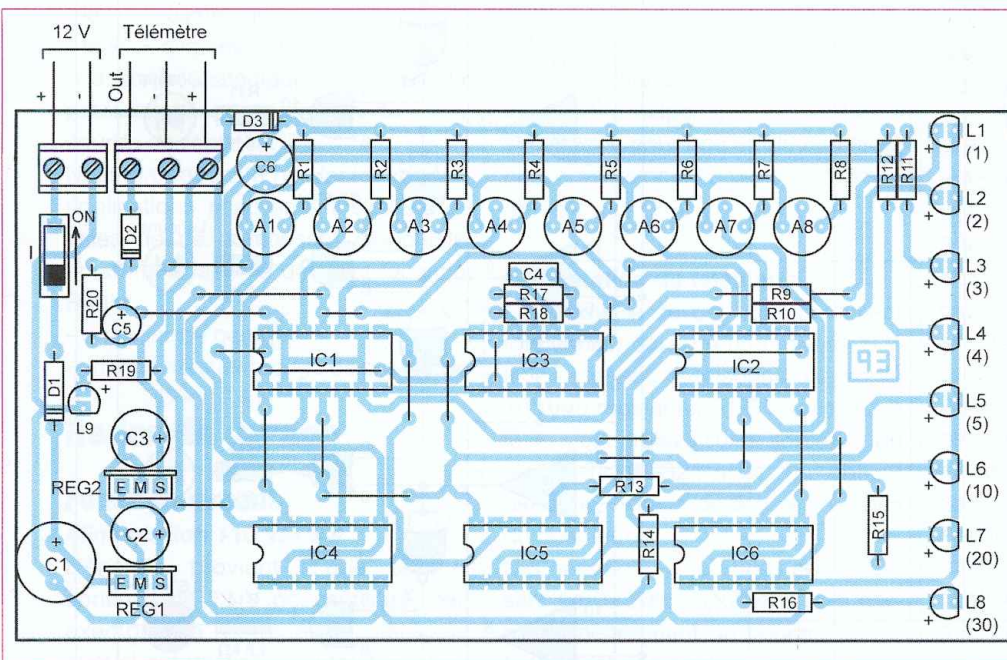 12 V Télémètre
+ - Out - +
D3
C6 R1 R2 R3 R4 R5 R6 R7 R8 R12 R11 L1
(1)
L2
(2)
ON
I
D2 A1 A2 A3 A4 A5 A6 A7 A8
L3
(3)
C4
R17 R9
R18 R10
R20 C5
L4
(4)
IC1 IC3 IC2 93
R19
D1
L9
L5
(5)
C3
L6
(10)
REG2 E M S
R13
R15
C2 R14
L7
(20)
C1 IC4 IC5 IC6
E M S
REG1
R16 L8
(30)